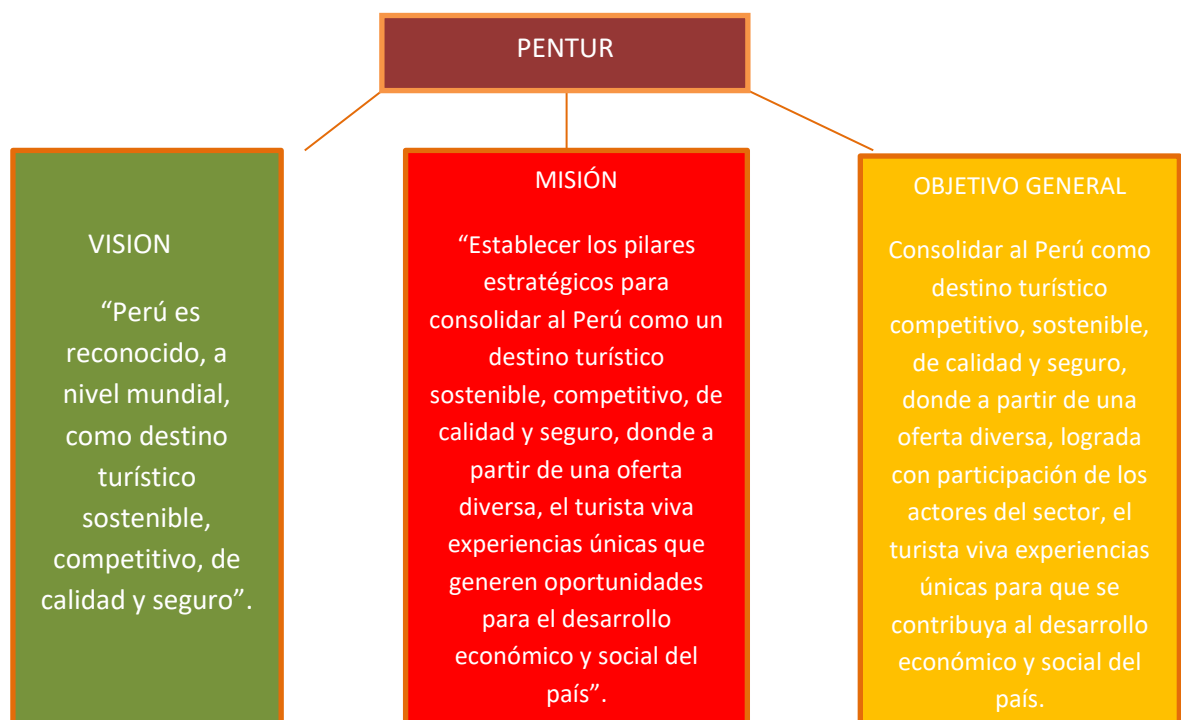 PENTUR
VISION
“Perú es
reconocido, a
nivel mundial,
como destino
turístico
sostenible,
competitivo, de
calidad y seguro”.
MISIÓN
“Establecer los pilares
estratégicos para
consolidar al Perú como un
destino turístico
sostenible, competitivo, de
calidad y seguro, donde a
partir de una oferta
diversa, el turista viva
experiencias únicas que
generen oportunidades
para el desarrollo
económico y social del
país”.
OBJETIVO GENERAL
Consolidar al Perú como
destino turístico
competitivo, sostenible,
de calidad y seguro,
donde a partir de una
oferta diversa, lograda
con participación de los
actores del sector, el
turista viva experiencias
únicas para que se
contribuya al desarrollo
económico y social del
país.